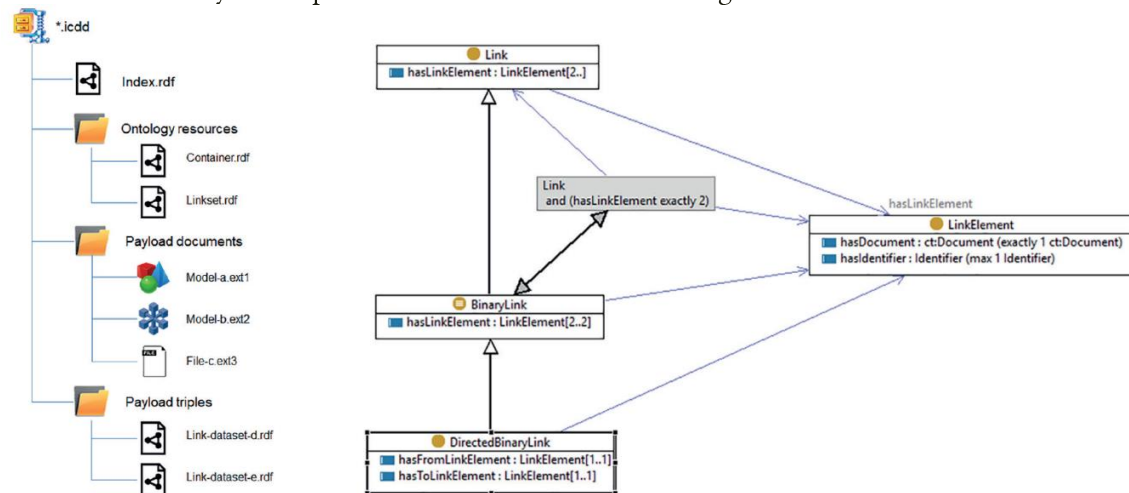 *.icdd
Index.rdf
Ontology resources
Container.rdf
Linkset.rdf
Payload documents
Model-a.ext1
Model-b.ext2
FILE
File-c.ext3
Payload triples
Link-dataset-d.rdf
Link-dataset-e.rdf
Link
hasLinkElement : LinkElement[2..]
Link
and (hasLinkElement exactly 2)
hasLinkElement
LinkElement
hasDocument : ct:Document (exactly 1 ct:Document)
hasIdentifier : Identifier (max 1 Identifier)
BinaryLink
hasLinkElement : LinkElement[2..2]
DirectedBinaryLink
hasFromLinkElement : LinkElement[1..1]
hasToLinkElement : LinkElement[1..1]